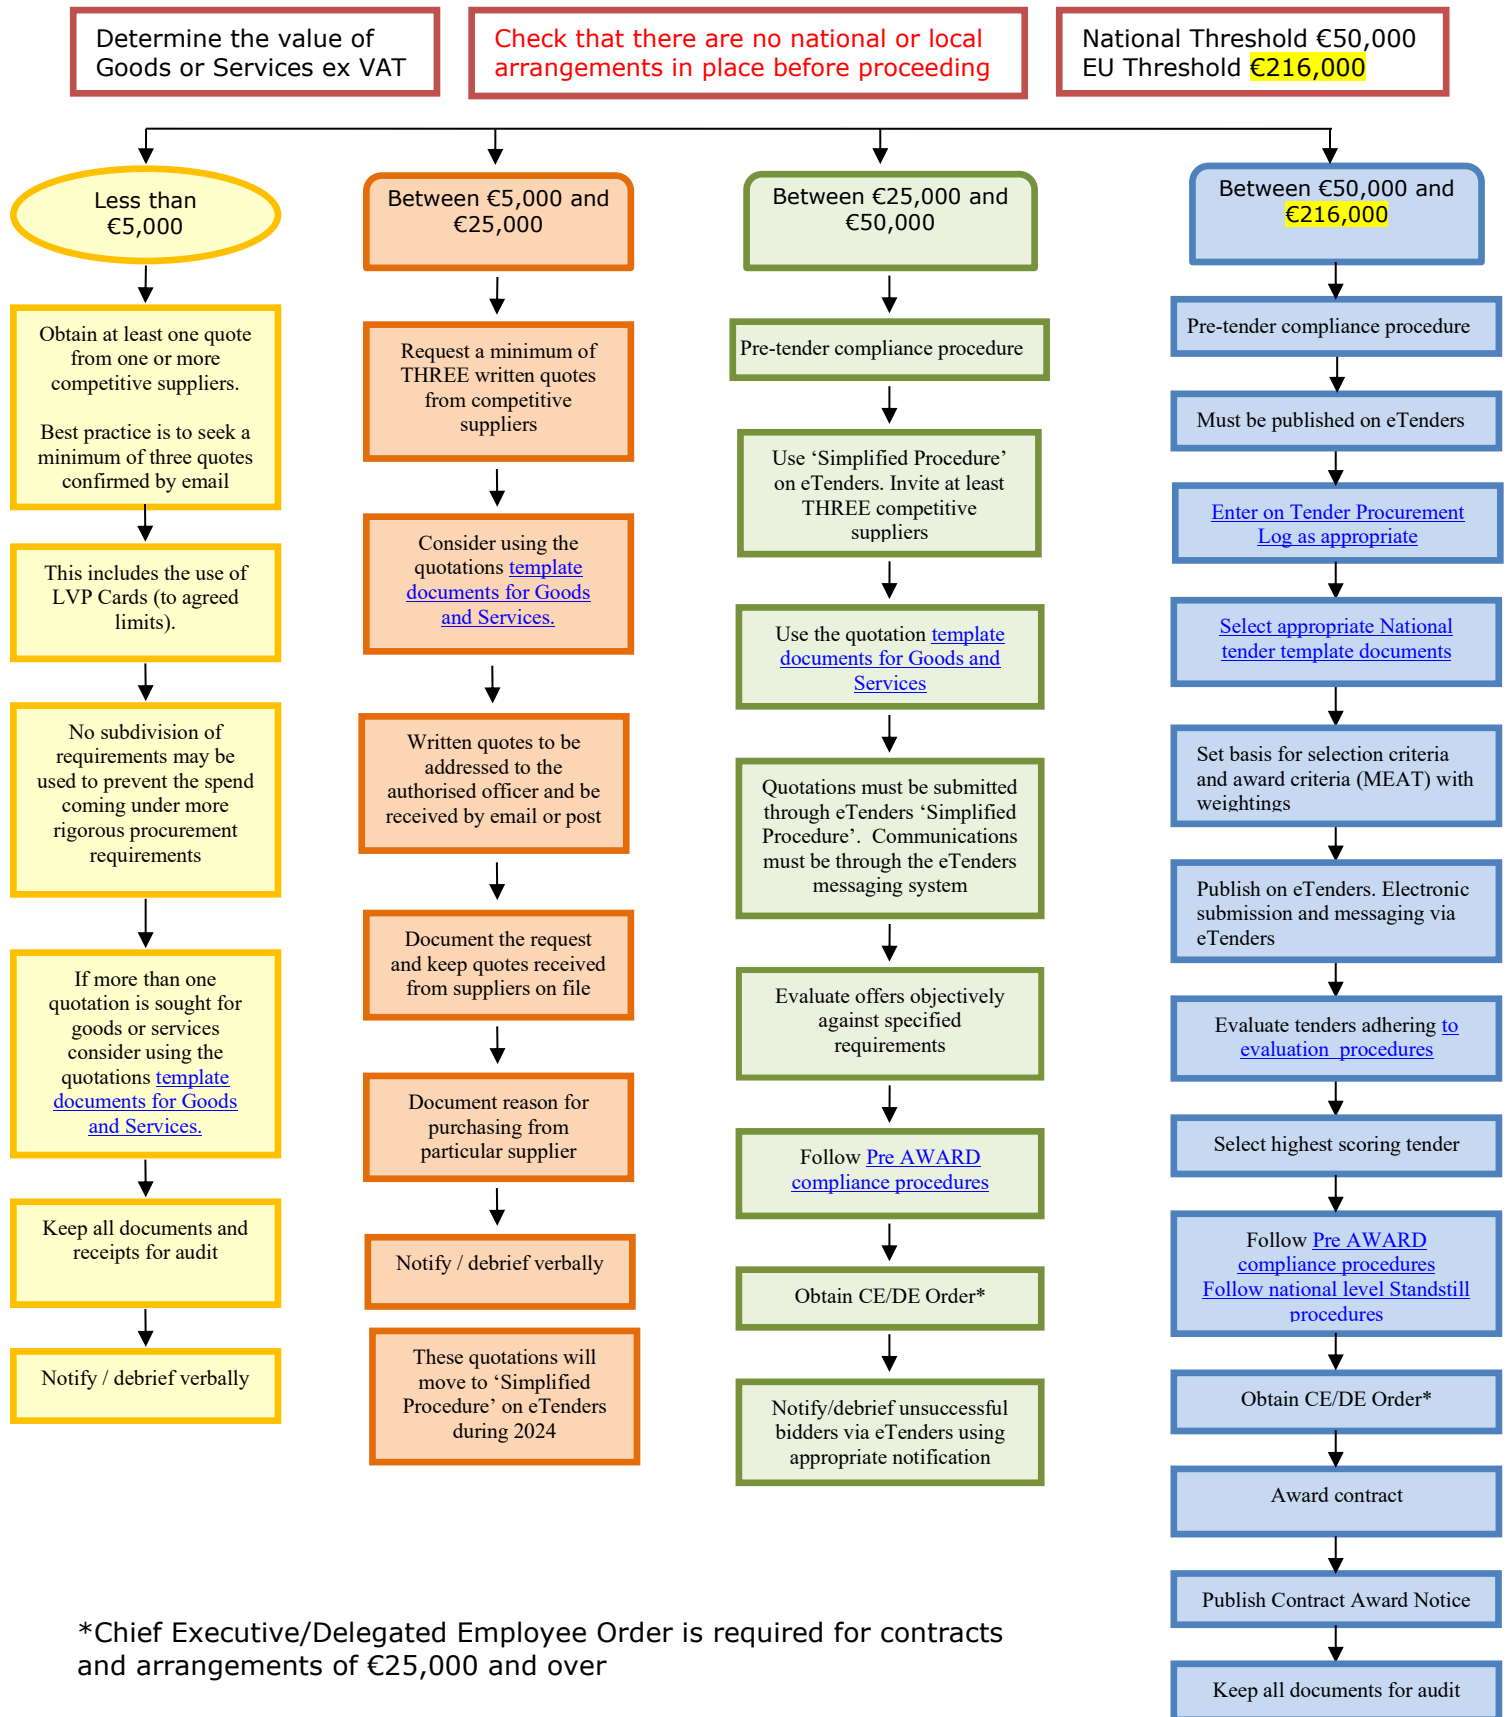 Determine the value of
Goods or Services ex VAT
Check that there are no national or local
arrangements in place before proceeding
National Threshold €50,000
EU Threshold €216,000
Less than
€5,000
Obtain at least one quote
from one or more
competitive suppliers.
Best practice is to seek a
minimum of three quotes
confirmed by email
This includes the use of
LVP Cards (to agreed
limits).
No subdivision of
requirements may be
used to prevent the spend
coming under more
rigorous procurement
requirements
If more than one
quotation is sought for
goods or services
consider using the
quotations template
documents for Goods
and Services.
Keep all documents and
receipts for audit
Notify / debrief verbally
Between €5,000 and
€25,000
Request a minimum of
THREE written quotes
from competitive
suppliers
Consider using the
quotations template
documents for Goods
and Services.
Written quotes to be
addressed to the
authorised officer and be
received by email or post
Document the request
and keep quotes received
from suppliers on file
Document reason for
purchasing from
particular supplier
Notify / debrief verbally
These quotations will
move to ‘Simplified
Procedure’ on eTenders
during 2024
Between €25,000 and
€50,000
Pre-tender compliance procedure
Use ‘Simplified Procedure’
on eTenders. Invite at least
THREE competitive
suppliers
Use the quotation template
documents for Goods and
Services
Quotations must be submitted
through eTenders ‘Simplified
Procedure’.  Communications
must be through the eTenders
messaging system
Evaluate offers objectively
against specified
requirements
Follow Pre AWARD
compliance procedures
Obtain CE/DE Order*
Notify/debrief unsuccessful
bidders via eTenders using
appropriate notification
Between €50,000 and
€216,000
Pre-tender compliance procedure
Must be published on eTenders
Enter on Tender Procurement
Log as appropriate
Select appropriate National
tender template documents
Set basis for selection criteria
and award criteria (MEAT) with
weightings
Publish on eTenders. Electronic
submission and messaging via
eTenders
Evaluate tenders adhering to
evaluation  procedures
Select highest scoring tender
Follow Pre AWARD
compliance procedures
Follow national level Standstill
procedures
Obtain CE/DE Order*
Award contract
Publish Contract Award Notice
Keep all documents for audit
*Chief Executive/Delegated Employee Order is required for contracts
and arrangements of €25,000 and over